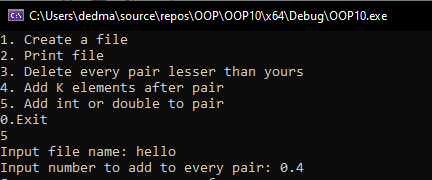 C:\Users\dedma\source\repos\OOP\OOP10\x64\Debug\OOP10.exe
1. Create a file
2. Print file
3. Delete every pair lesser than yours
4. Add K elements after pair
5. Add int or double to pair
0.Exit
5
Input file name: hello
Input number to add to every pair: 0.4